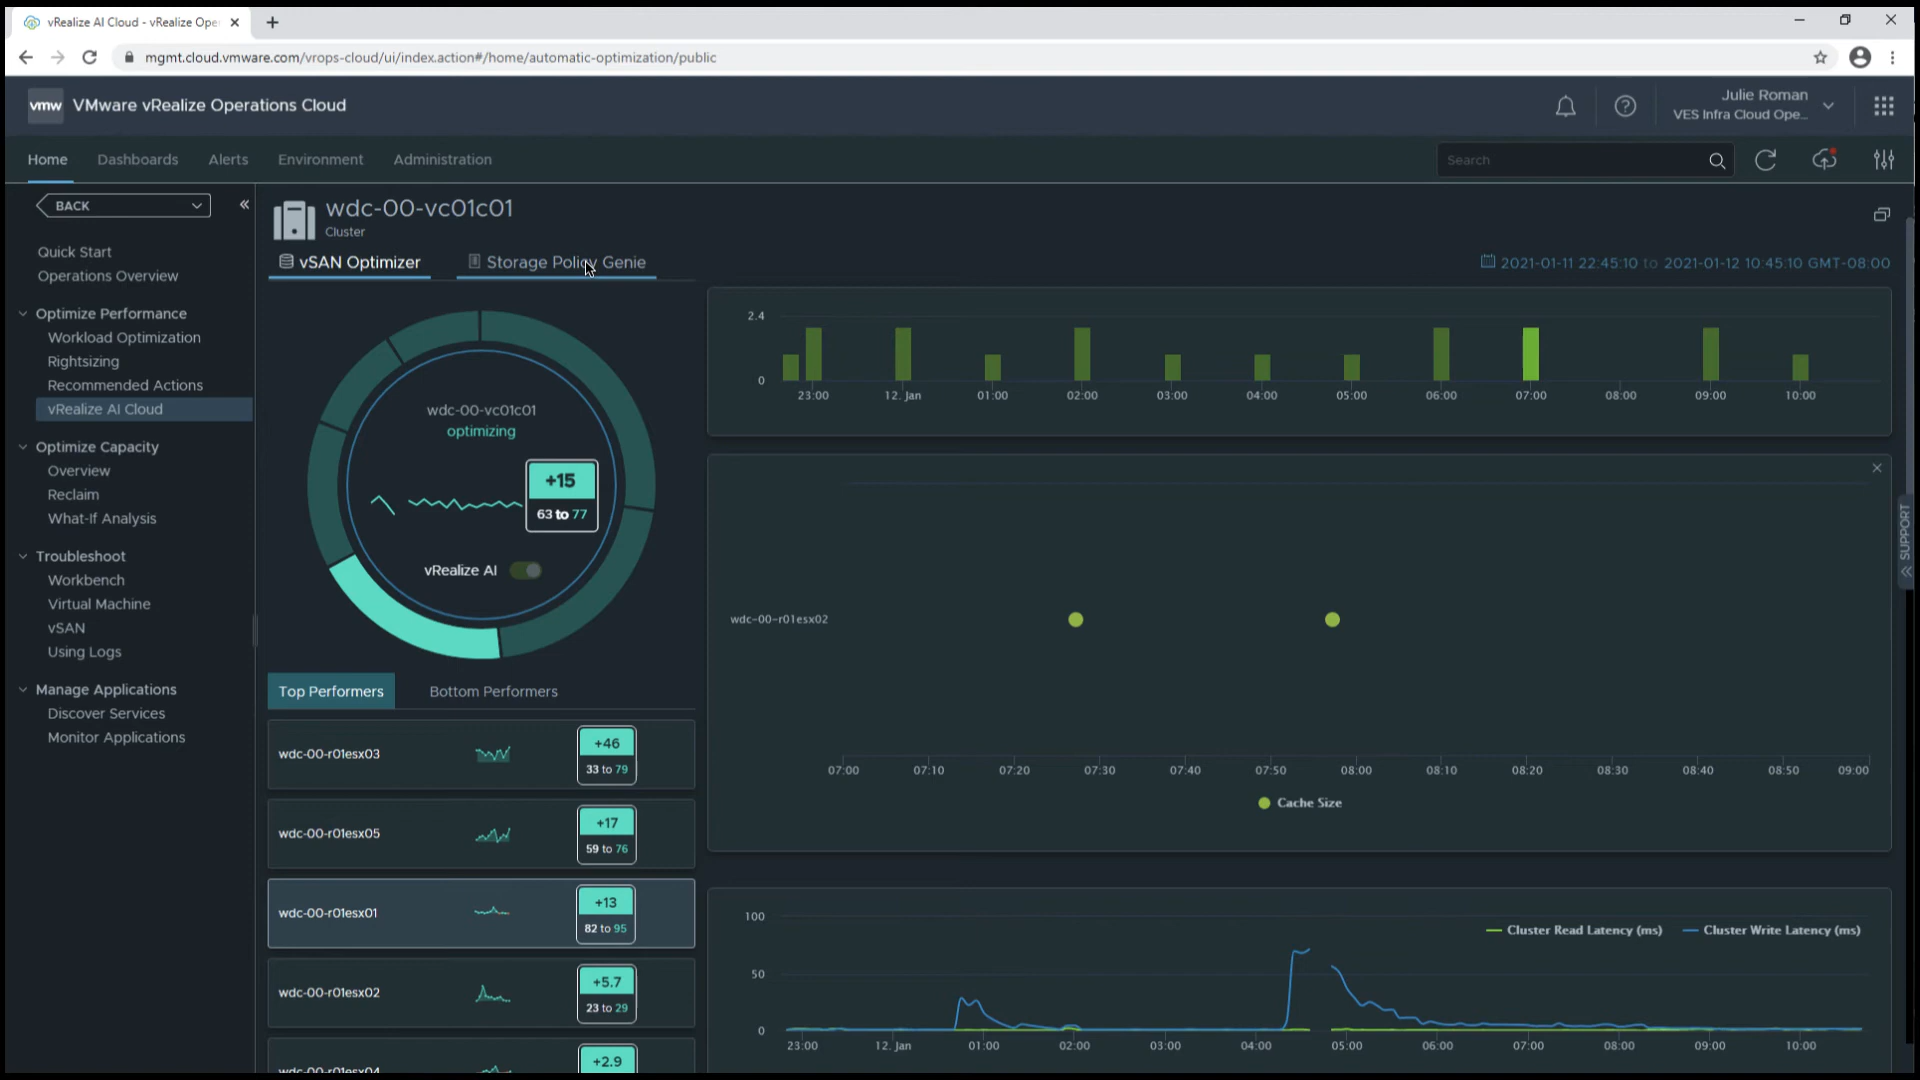 vRealize AI Cloud - vRealize Ope
mgmt.cloud.vmware.com/vrops-cloud/ui/index.action#/home/automatic-optimization/public
vmw VMware vRealize Operations Cloud
Julie Roman
VES Infra Cloud Ope...
Home Dashboards Alerts Environment Administration
Search
BACK
Quick Start
Operations Overview
Optimize Performance
Workload Optimization
Rightsizing
Recommended Actions
vRealize AI Cloud
Optimize Capacity
Overview
Reclaim
What-If Analysis
Troubleshoot
Workbench
Virtual Machine
vSAN
Using Logs
Manage Applications
Discover Services
Monitor Applications
wdc-00-vc01c01
Cluster
vSAN Optimizer Storage Policy Genie
2021-01-11 22:45:10 to 2021-01-12 10:45:10 GMT-08:00
wdc-00-vc01c01
optimizing
+15
63 to 77
vRealize AI
Top Performers Bottom Performers
wdc-00-r01esx03
+46
33 to 79
wdc-00-r01esx05
+17
59 to 76
wdc-00-r01esx01
+13
82 to 95
wdc-00-r01esx02
+5.7
23 to 29
wdc-00-r01esx04
+2.9
2.4
0
23:00 12. Jan 01:00 02:00 03:00 04:00 05:00 06:00 07:00 08:00 09:00 10:00
wdc-00-r01esx02
07:00 07:10 07:20 07:30 07:40 07:50 08:00 08:10 08:20 08:30 08:40 08:50 09:00
Cache Size
100
50
0
Cluster Read Latency (ms) Cluster Write Latency (ms)
23:00 12. Jan 01:00 02:00 03:00 04:00 05:00 06:00 07:00 08:00 09:00 10:00
SUPPORT